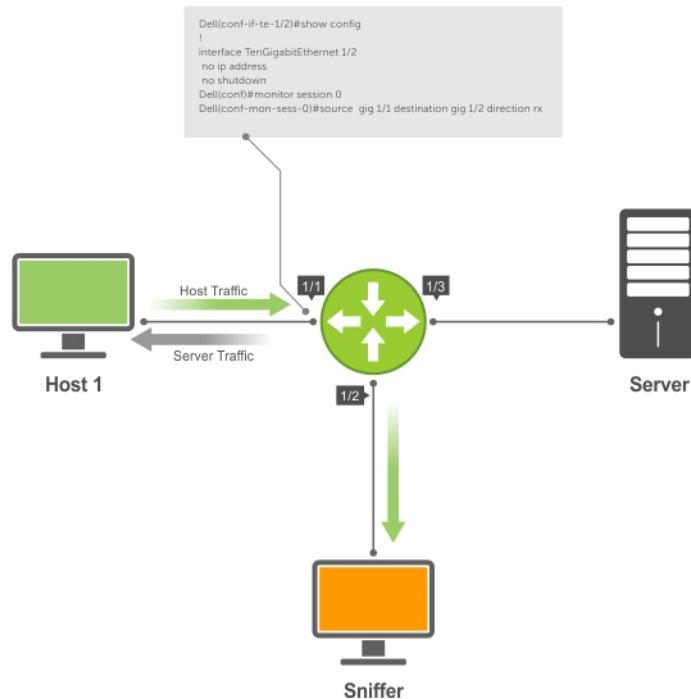 Dell(conf-if-te-1/2)#show config
!
interface TenGigabitEthernet 1/2
no ip address
no shutdown
Dell(conf)#monitor session 0
Dell(conf-mon-sess-0)#source gig 1/1 destination gig 1/2 direction rx
Host Traffic
1/1
1/3
Server Traffic
Host 1
Server
1/2
Sniffer